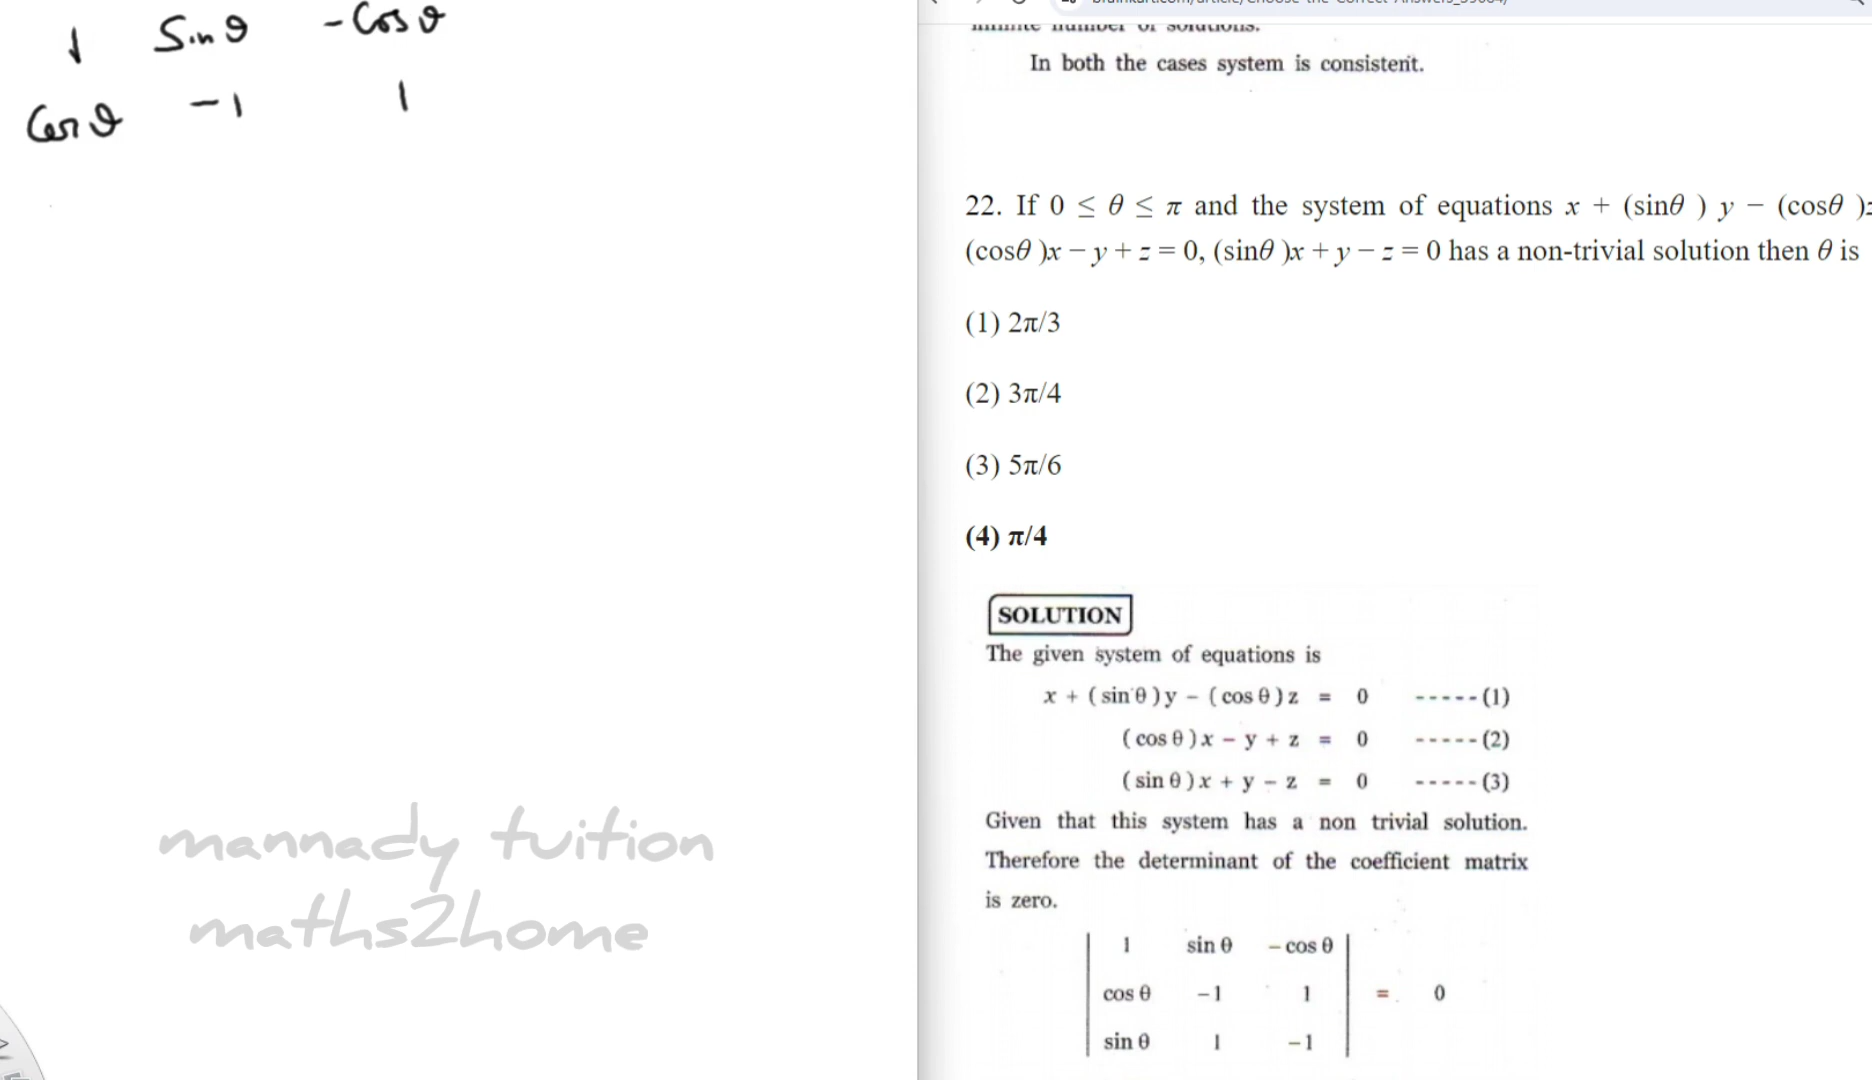 1 Sinθ -Cosθ
Cosθ -1 1
mannady tuition
maths2home
In both the cases system is consistent.
22. If 0 ≤ θ ≤ π and the system of equations x + (sinθ ) y − (cosθ )
(cosθ )x − y + z = 0, (sinθ )x + y − z = 0 has a non-trivial solution then θ is
(1) 2π/3
(2) 3π/4
(3) 5π/6
(4) π/4
SOLUTION
The given system of equations is
x + ( sin θ ) y − ( cos θ ) z = 0 -----(1)
( cos θ ) x − y + z = 0 -----(2)
( sin θ ) x + y − z = 0 -----(3)
Given that this system has a non trivial solution.
Therefore the determinant of the coefficient matrix
is zero.
1 sin θ − cos θ
cos θ −1 1 = 0
sin θ 1 −1